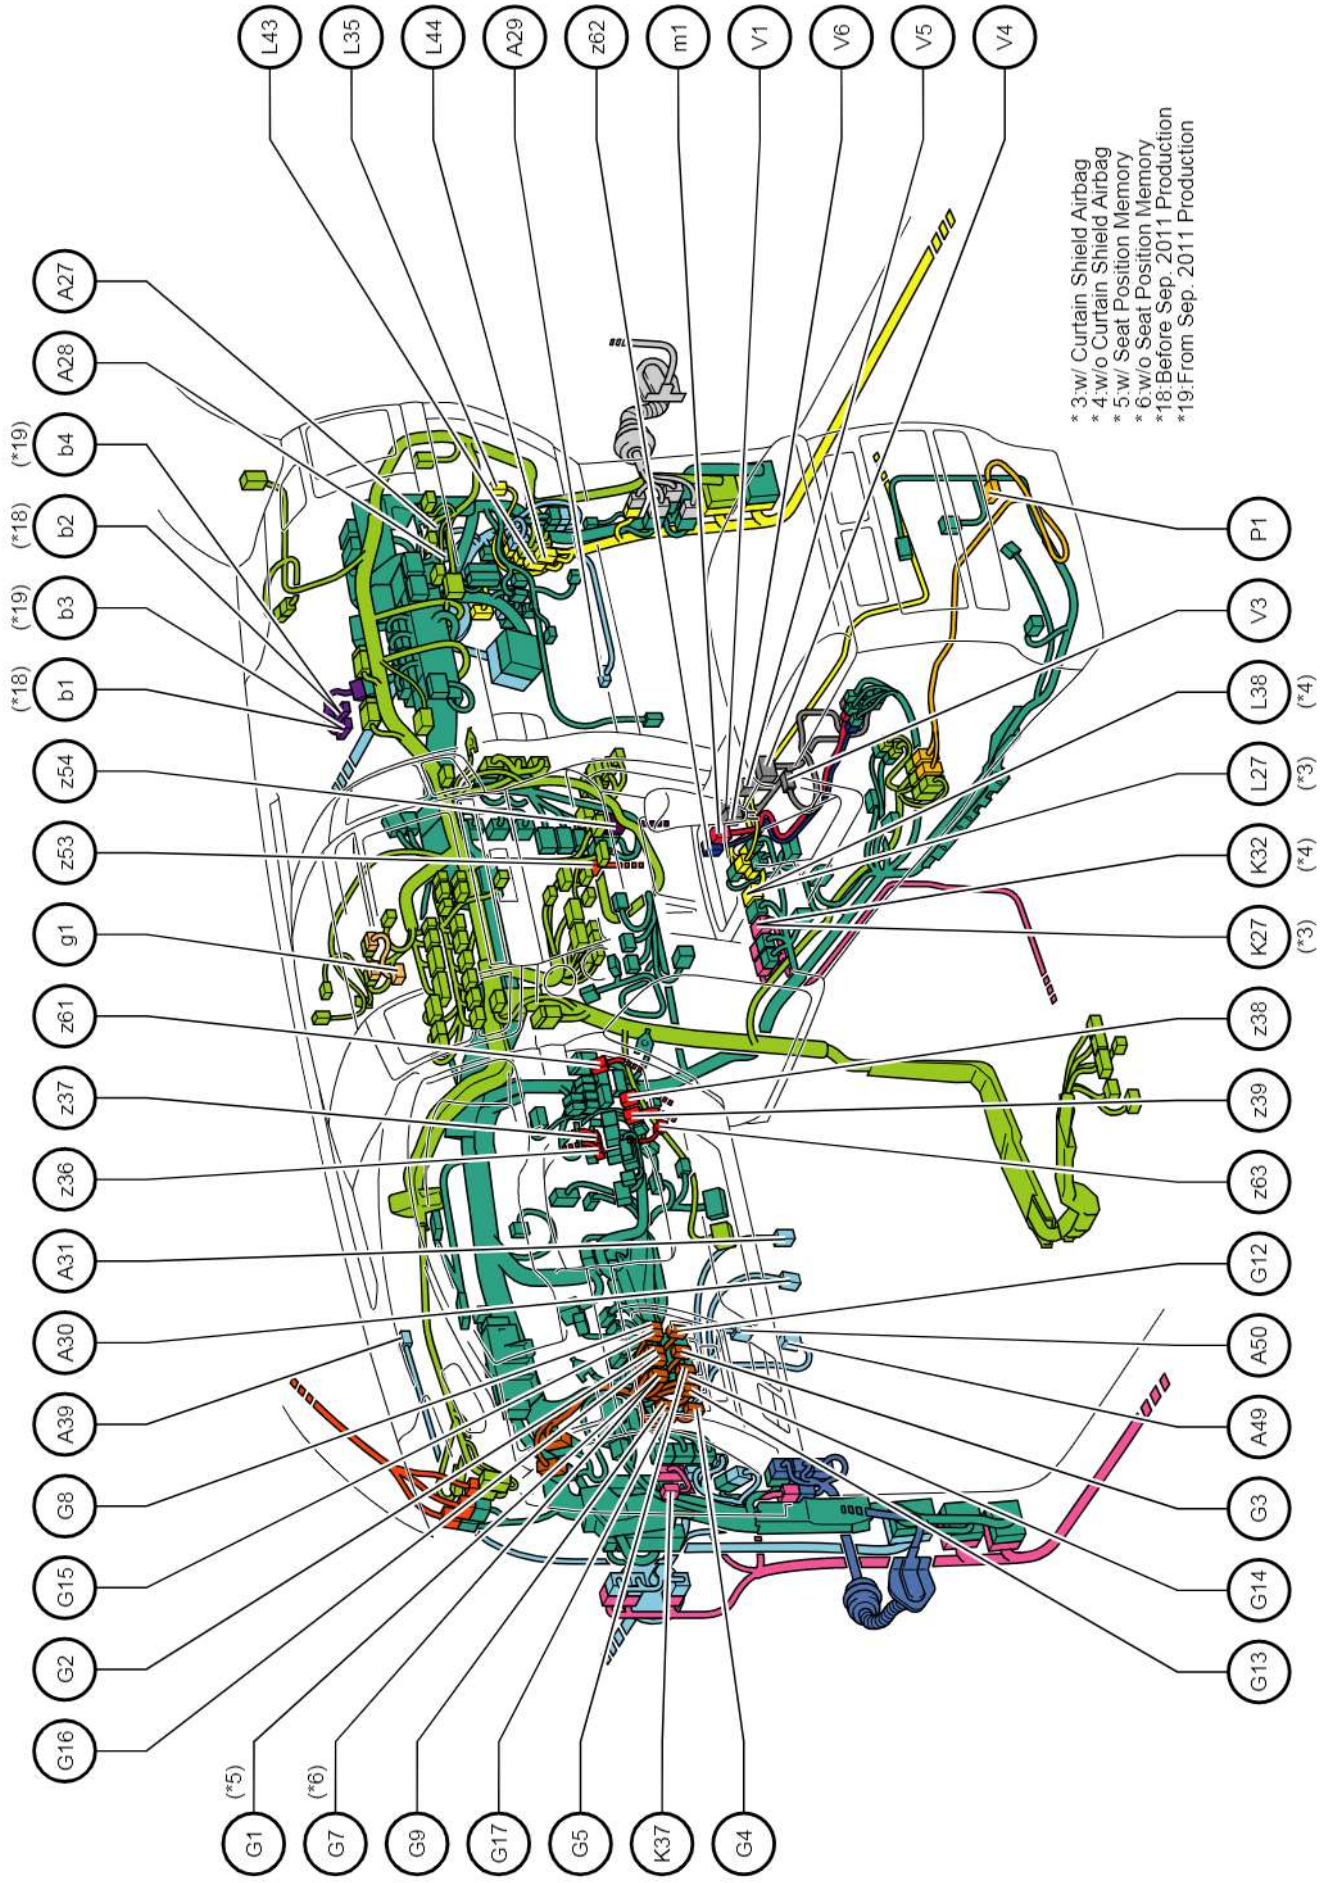 G16
G2
G15
G8
A39
A30
A31
z36
z37
z61
g1
z53
z54
(*18)
b1
(*19)
b3
(*18)
b2
(*19)
b4
A28
A27
(*5)
G1
(*6)
G7
G9
G17
G5
K37
G4
L43
L35
L44
A29
z62
m1
V1
V6
V5
V4
G13
G14
G3
A49
A50
G12
z63
z39
z38
K27
(*3)
K32
(*4)
L27
(*3)
L38
(*4)
V3
P1
* 3:w/ Curtain Shield Airbag
* 4:w/o Curtain Shield Airbag
* 5:w/ Seat Position Memory
* 6:w/o Seat Position Memory
*18:Before Sep. 2011 Production
*19:From Sep. 2011 Production